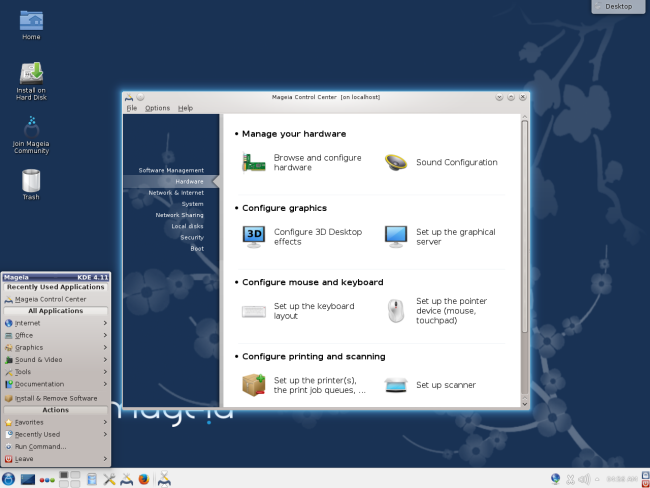 Desktop
Home
Install on
Hard Disk
Join Mageia
Community
Trash
Mageia Control Center [on localhost]
File Options Help
Software Management
Hardware
Network & Internet
System
Network Sharing
Local disks
Security
Boot
• Manage your hardware
Browse and configure
hardware
Sound Configuration
• Configure graphics
3D
Configure 3D Desktop
effects
Set up the graphical
server
• Configure mouse and keyboard
Set up the keyboard
layout
Set up the pointer
device (mouse,
touchpad)
• Configure printing and scanning
Set up the printer(s),
the print job queues, ...
Set up scanner
Mageia KDE 4.11
Recently Used Applications
Mageia Control Center
All Applications
Internet
Office
Graphics
Sound & Video
Tools
Documentation
Install & Remove Software
Actions
Favorites
Recently Used
Run Command...
Leave
mageia